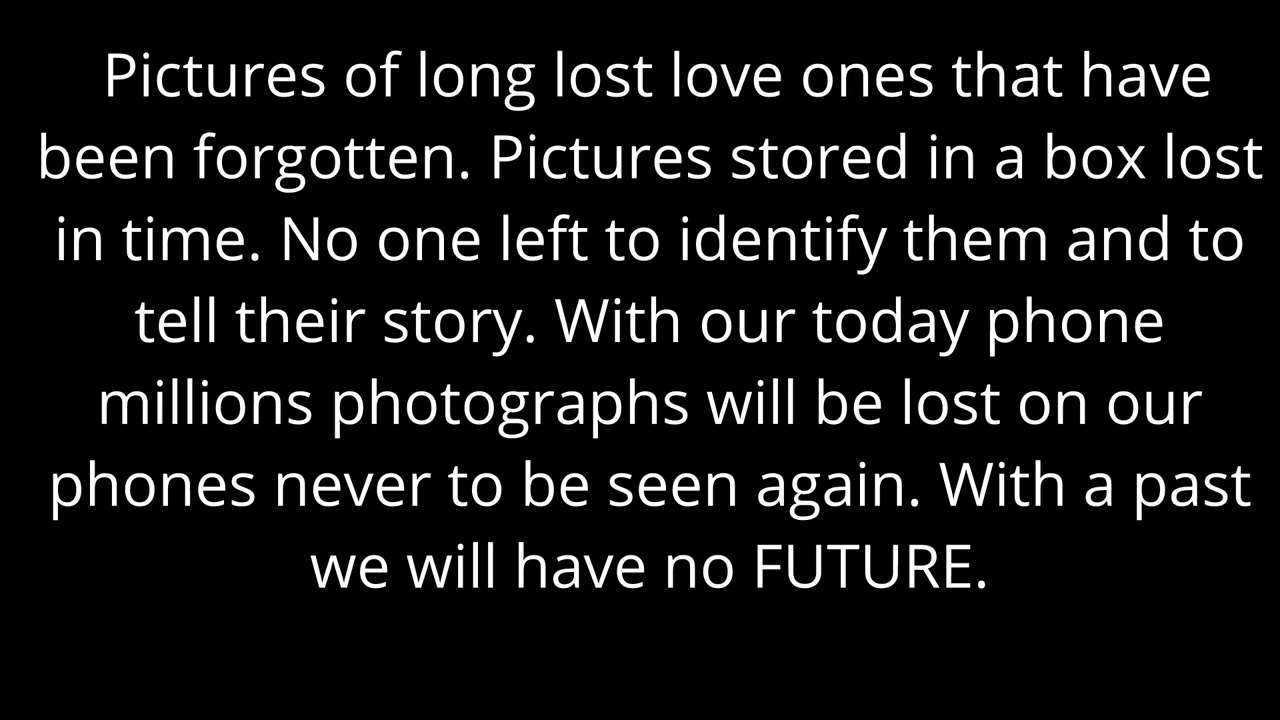 Pictures of long lost love ones that have
been forgotten. Pictures stored in a box lost
in time. No one left to identify them and to
tell their story. With our today phone
millions photographs will be lost on our
phones never to be seen again. With a past
we will have no FUTURE.